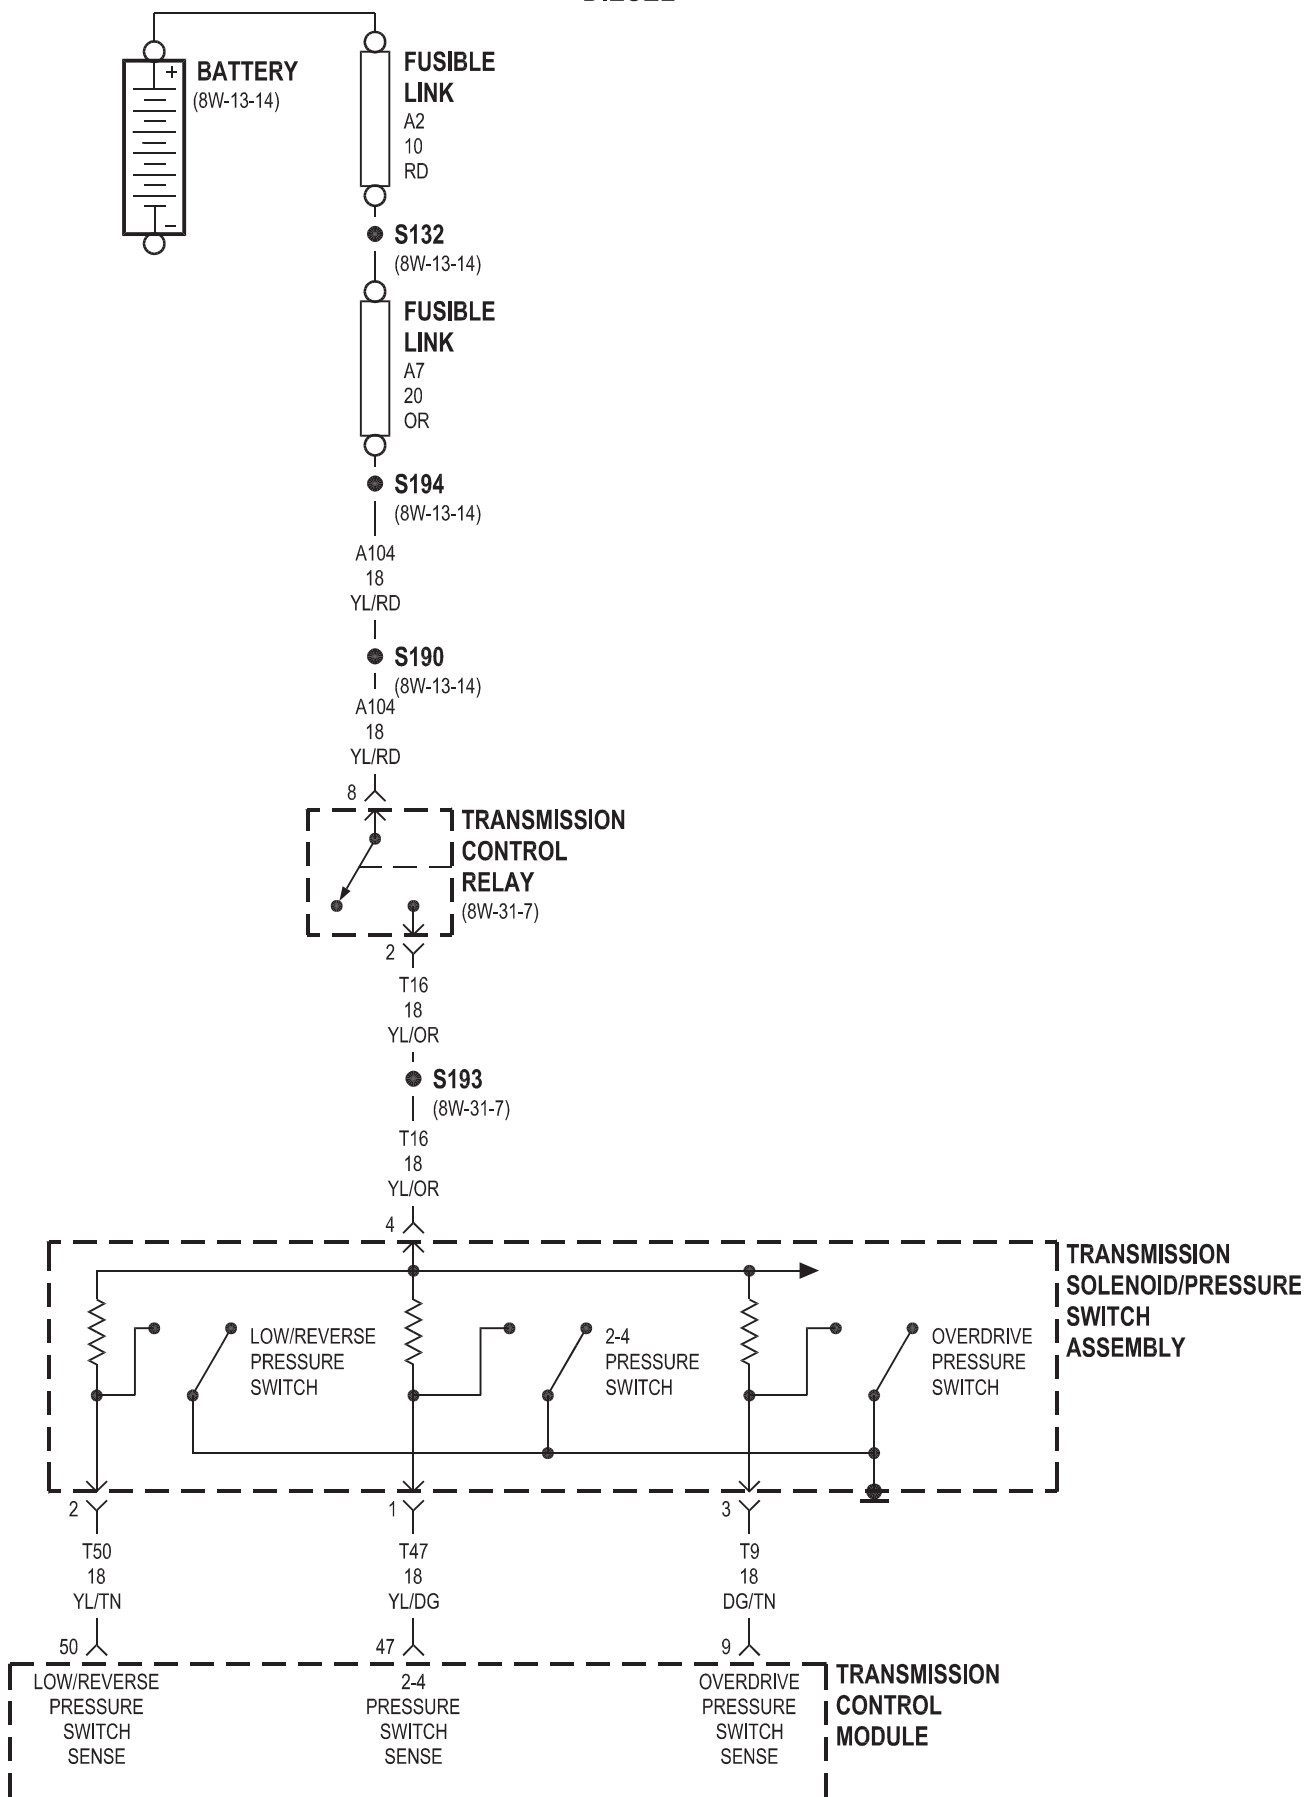 BATTERY
(8W-13-14)
+
-
FUSIBLE
LINK
A2
10
RD
S132
(8W-13-14)
FUSIBLE
LINK
A7
20
OR
S194
(8W-13-14)
A104
18
YL/RD
S190
(8W-13-14)
A104
18
YL/RD
8
TRANSMISSION
CONTROL
RELAY
(8W-31-7)
2
T16
18
YL/OR
S193
(8W-31-7)
T16
18
YL/OR
4
TRANSMISSION
SOLENOID/PRESSURE
SWITCH
ASSEMBLY
LOW/REVERSE
PRESSURE
SWITCH
2-4
PRESSURE
SWITCH
OVERDRIVE
PRESSURE
SWITCH
2
1
3
T50
18
YL/TN
T47
18
YL/DG
T9
18
DG/TN
50
47
9
LOW/REVERSE
PRESSURE
SWITCH
SENSE
2-4
PRESSURE
SWITCH
SENSE
OVERDRIVE
PRESSURE
SWITCH
SENSE
TRANSMISSION
CONTROL
MODULE